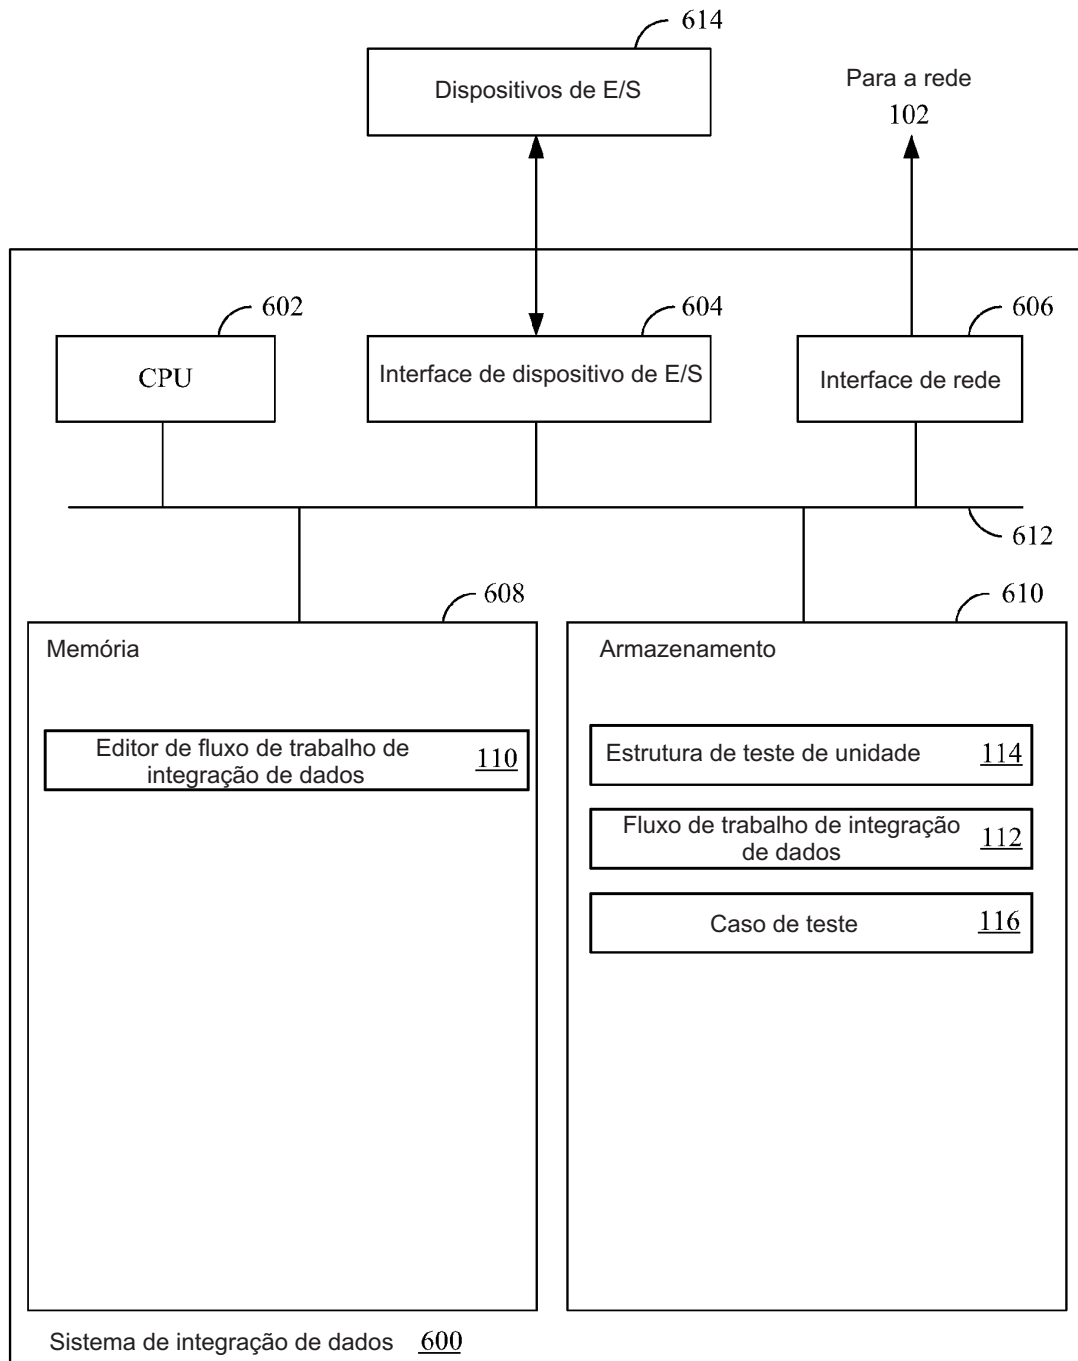 614
Dispositivos de E/S
Para a rede
102
602
604
606
CPU
Interface de dispositivo de E/S
Interface de rede
612
608
610
Memória
Armazenamento
Editor de fluxo de trabalho de
integração de dados
110
Estrutura de teste de unidade
114
Fluxo de trabalho de integração
de dados
112
Caso de teste
116
Sistema de integração de dados 600